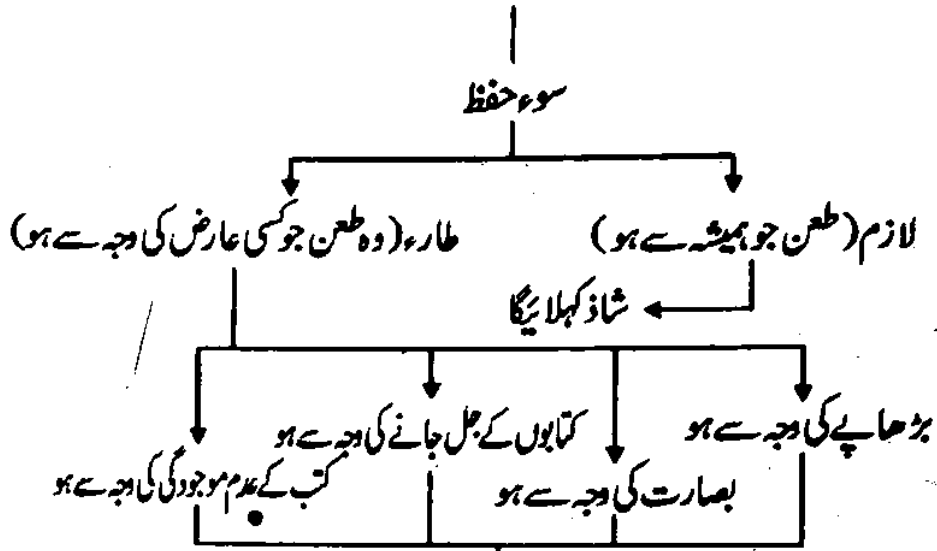 سوء حفظ
لازم (طعن جو ہمیشہ سے ہو)
طارء (وہ طعن جو کسی عارض کی وجہ سے ہو)
شاذ کہلائیگا
بڑھاپے کی وجہ سے ہو
کتابوں کے جل جانے کی وجہ سے ہو
بصارت کی وجہ سے ہو
کتب کے عدم موجودگی کی وجہ سے ہو